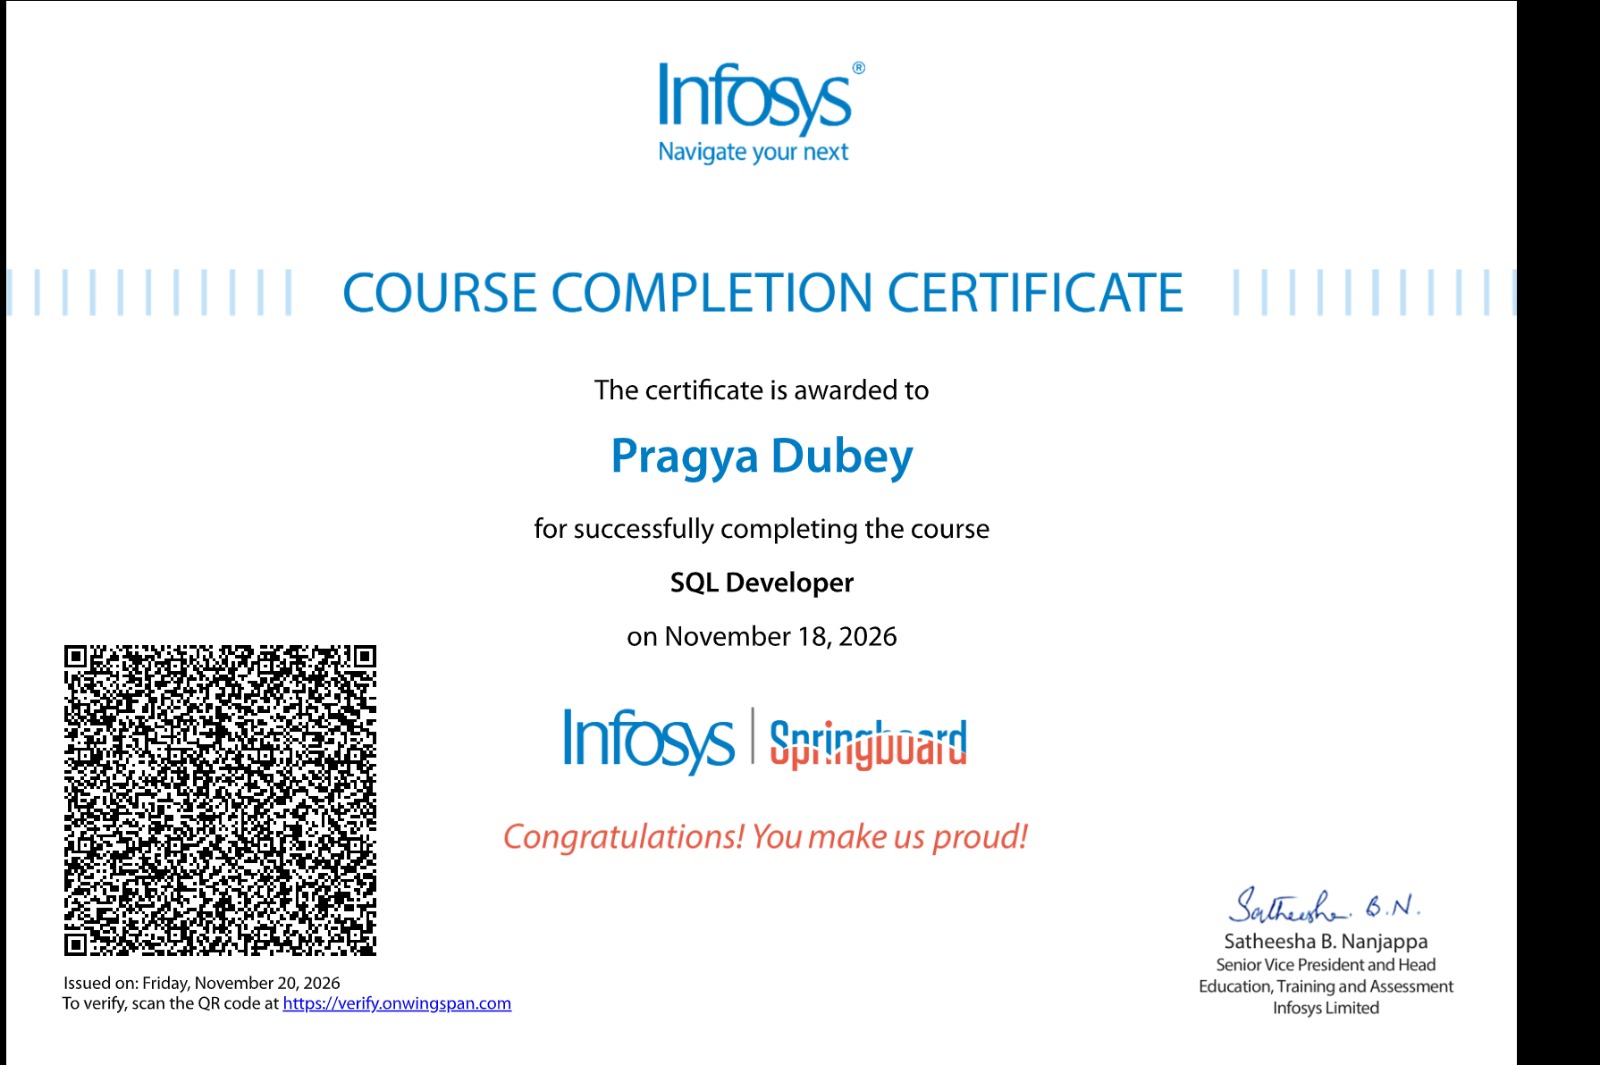 Infosys®
Navigate your next
COURSE COMPLETION CERTIFICATE
The certificate is awarded to
Pragya Dubey
for successfully completing the course
SQL Developer
on November 18, 2026
Infosys | Springboard
Congratulations! You make us proud!
Satheesha. B.N.
Satheesha B. Nanjappa
Senior Vice President and Head
Education, Training and Assessment
Infosys Limited
Issued on: Friday, November 20, 2026
To verify, scan the QR code at https://verify.onwingspan.com